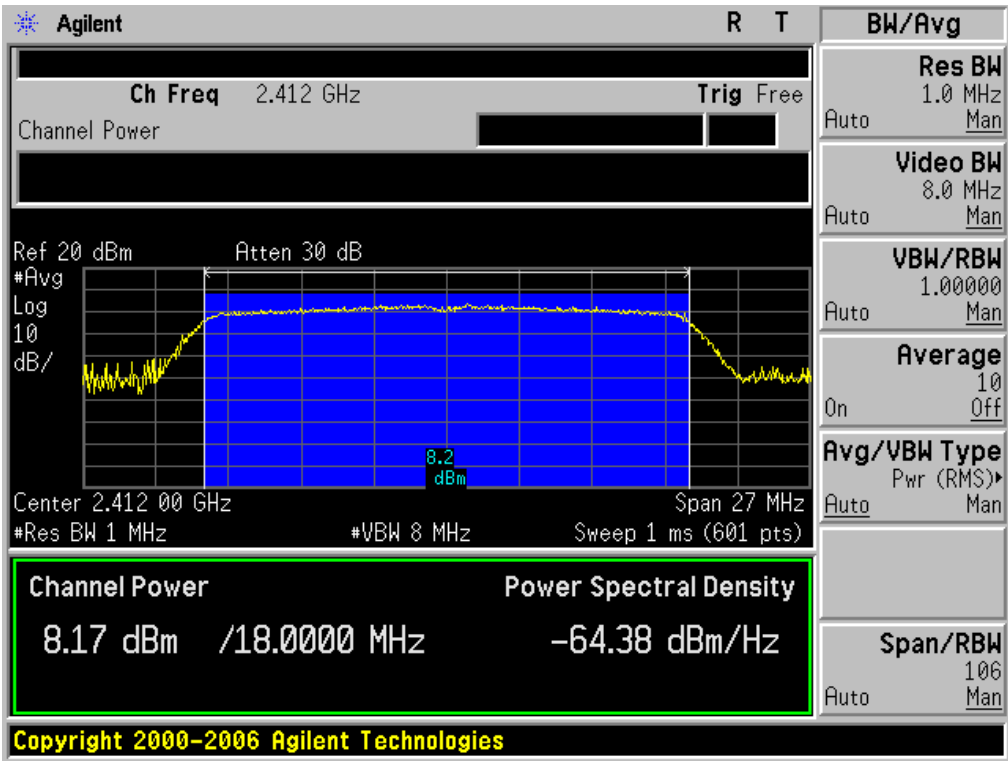 Agilent R T
Ch Freq 2.412 GHz Trig Free
Channel Power
Ref 20 dBm Atten 30 dB
#Avg
Log
10
dB/
8.2
dBm
Center 2.412 00 GHz Span 27 MHz
#Res BW 1 MHz #VBW 8 MHz Sweep 1 ms (601 pts)
Channel Power Power Spectral Density
8.17 dBm /18.0000 MHz -64.38 dBm/Hz
Copyright 2000-2006 Agilent Technologies
BW/Avg
Res BW
1.0 MHz
Auto Man
Video BW
8.0 MHz
Auto Man
VBW/RBW
1.00000
Auto Man
Average
10
On Off
Avg/VBW Type
Pwr (RMS)▸
Auto Man
Span/RBW
106
Auto Man